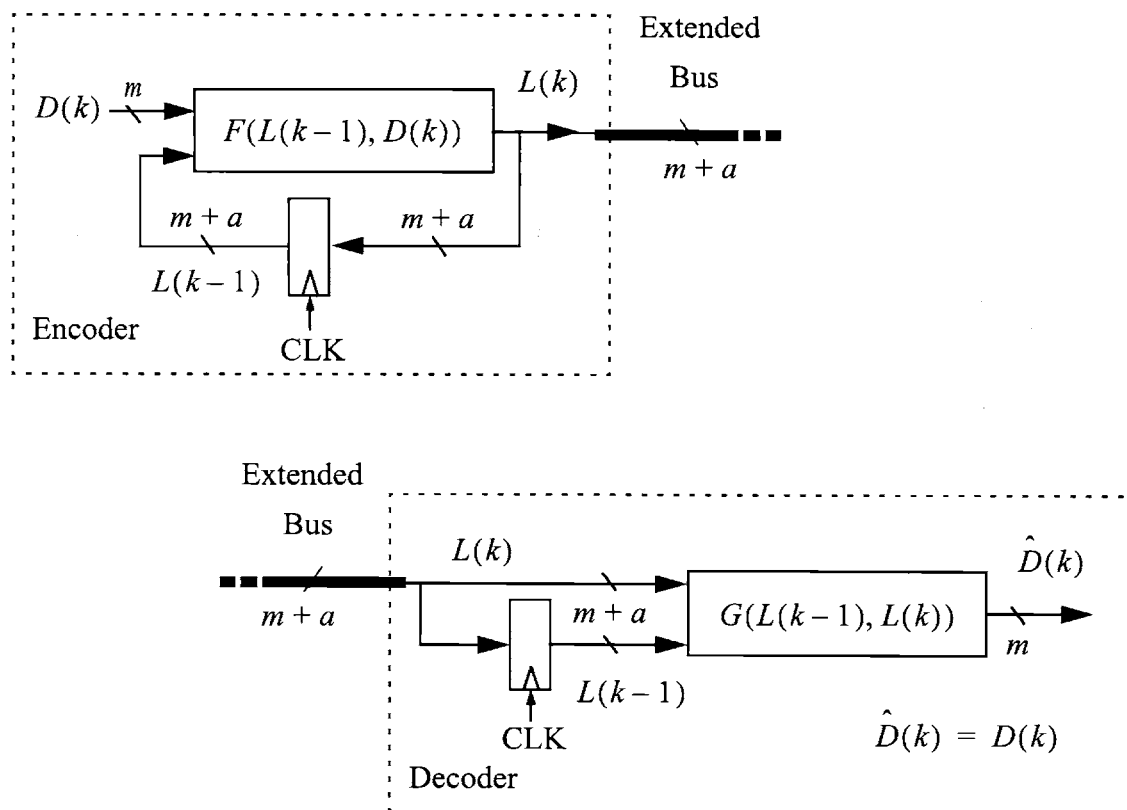 Extended
Bus
D(k)
m
F(L(k − 1), D(k))
L(k)
m + a
m + a
m + a
L(k − 1)
Encoder
CLK
Extended
Bus
m + a
L(k)
m + a
G(L(k − 1), L(k))
D̂(k)
m
L(k − 1)
CLK
D̂(k) = D(k)
Decoder